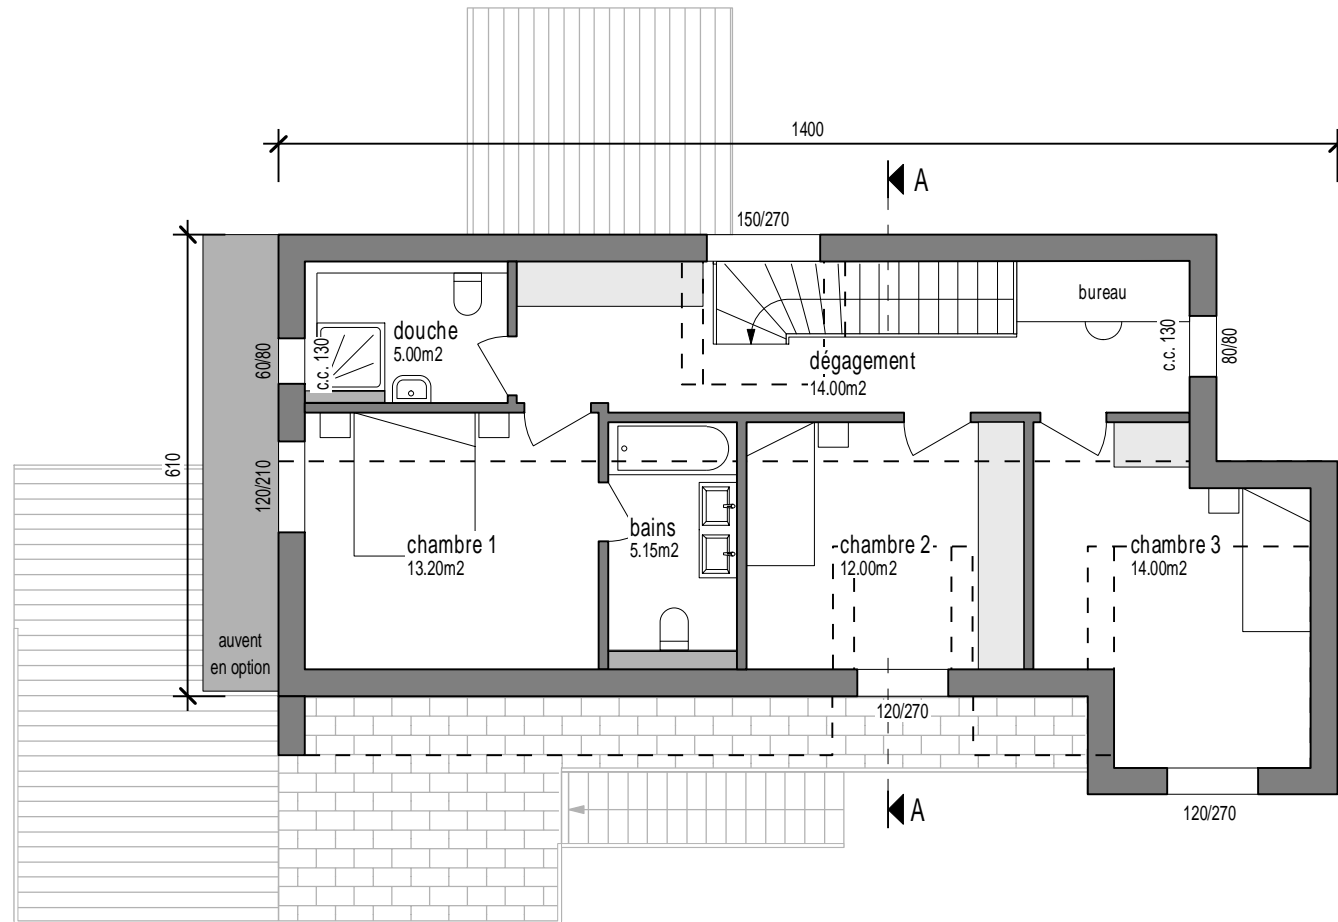 1400
A
150/270
bureau
douche
5.00m2
c.c. 130
60/80
dégagement
14.00m2
c.c. 130
80/80
610
120/210
chambre 1
13.20m2
bains
5.15m2
chambre 2
12.00m2
chambre 3
14.00m2
auvent
en option
120/270
A
120/270